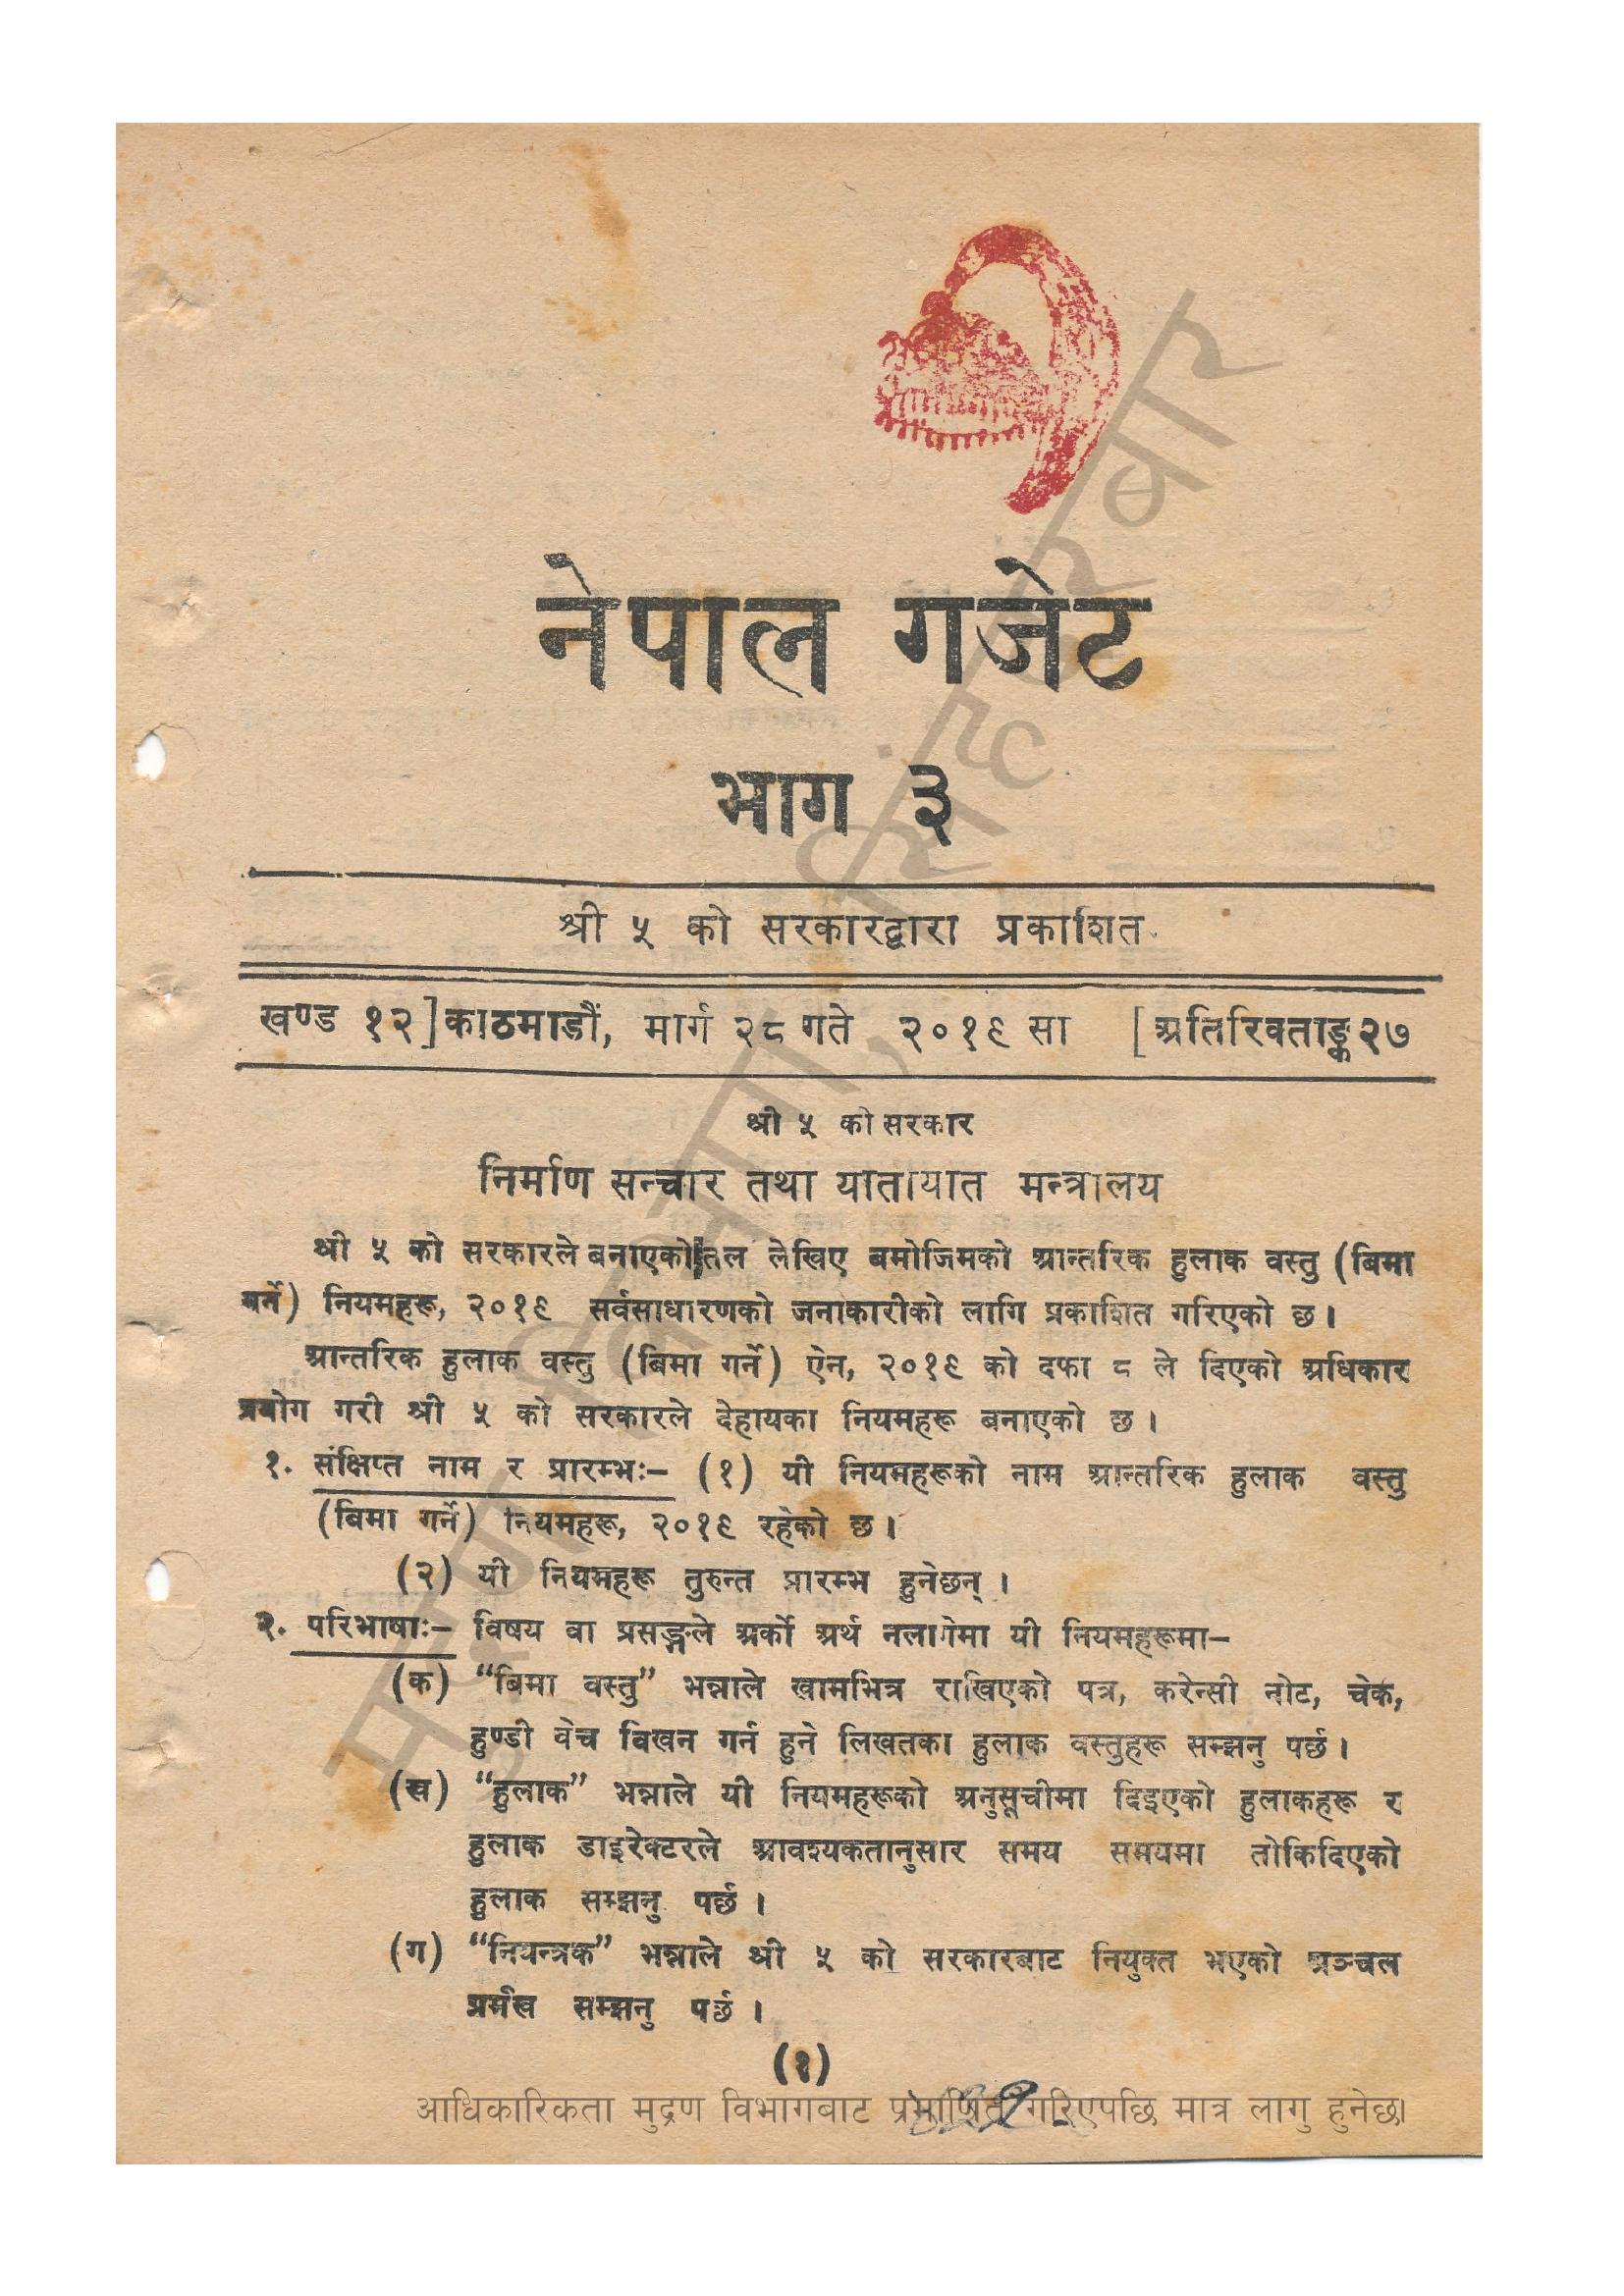 नेपाल गजेट
भाग ३
श्री ५ को सरकारद्वारा प्रकाशित
खण्ड १२] काठमाडौं, मार्ग २८ गते २०१९ सा [अतिरिक्ताङ्क २७
श्री ५ को सरकार
निर्माण सन्चार तथा यातायात मन्त्रालय
श्री ५ को सरकारले बनाएको तल लेखिए बमोजिमको आन्तरिक हुलाक वस्तु (बिमा
गर्ने) नियमहरू, २०१९ सर्वसाधारणको जनाकारीको लागि प्रकाशित गरिएको छ ।
आन्तरिक हुलाक वस्तु (बिमा गर्ने) ऐन, २०१९ को दफा ८ ले दिएको अधिकार
प्रयोग गरी श्री ५ को सरकारले देहायका नियमहरू बनाएको छ ।
१. संक्षिप्त नाम र प्रारम्भः– (१) यी नियमहरूको नाम आन्तरिक हुलाक वस्तु
(बिमा गर्ने) नियमहरू, २०१९ रहेको छ ।
(२) यी नियमहरू तुरुन्त प्रारम्भ हुनेछन् ।
२. परिभाषाः– विषय वा प्रसङ्गले अर्को अर्थ नलागेमा यी नियमहरूमा–
(क) “बिमा वस्तु” भन्नाले खामभित्र राखिएको पत्र, करेन्सी नोट, चेक,
हुण्डी वेच विखन गर्न हुने लिखतका हुलाक वस्तुहरू सम्झनु पर्छ ।
(ख) “हुलाक” भन्नाले यी नियमहरूको अनुसूचीमा दिइएको हुलाकहरू र
हुलाक डाइरेक्टरले आवश्यकतानुसार समय समयमा तोकिदिएको
हुलाक सम्झनु पर्छ ।
(ग) “नियन्त्रक” भन्नाले श्री ५ को सरकारबाट नियुक्त भएको अञ्चल
सम्झनु पर्छ ।
(१)
आधिकारिकता मुद्रण विभागबाट प्रमाणित गरिएपछि मात्र लागु हुनेछ।
मुद्रण विभाग, सिंहदरबार